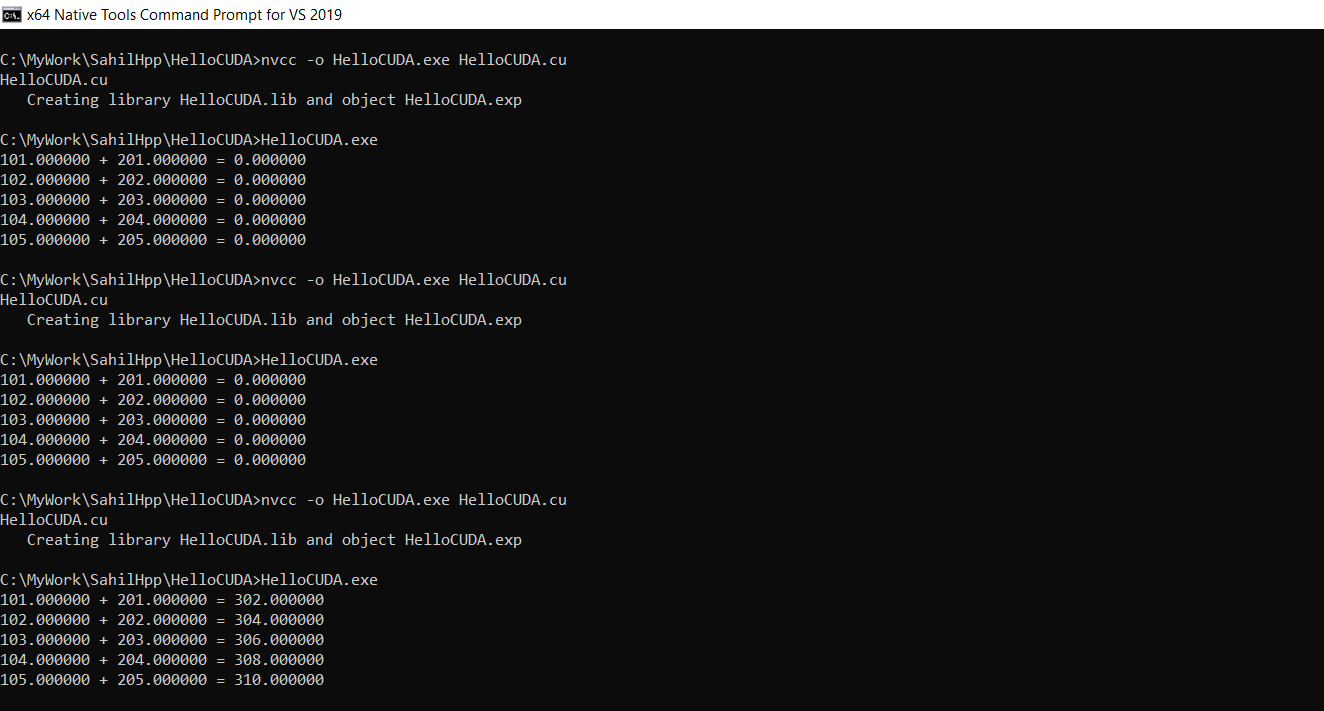 x64 Native Tools Command Prompt for VS 2019
C:\MyWork\SahilHpp\HelloCUDA>nvcc -o HelloCUDA.exe HelloCUDA.cu
HelloCUDA.cu
   Creating library HelloCUDA.lib and object HelloCUDA.exp
C:\MyWork\SahilHpp\HelloCUDA>HelloCUDA.exe
101.000000 + 201.000000 = 0.000000
102.000000 + 202.000000 = 0.000000
103.000000 + 203.000000 = 0.000000
104.000000 + 204.000000 = 0.000000
105.000000 + 205.000000 = 0.000000
C:\MyWork\SahilHpp\HelloCUDA>nvcc -o HelloCUDA.exe HelloCUDA.cu
HelloCUDA.cu
   Creating library HelloCUDA.lib and object HelloCUDA.exp
C:\MyWork\SahilHpp\HelloCUDA>HelloCUDA.exe
101.000000 + 201.000000 = 0.000000
102.000000 + 202.000000 = 0.000000
103.000000 + 203.000000 = 0.000000
104.000000 + 204.000000 = 0.000000
105.000000 + 205.000000 = 0.000000
C:\MyWork\SahilHpp\HelloCUDA>nvcc -o HelloCUDA.exe HelloCUDA.cu
HelloCUDA.cu
   Creating library HelloCUDA.lib and object HelloCUDA.exp
C:\MyWork\SahilHpp\HelloCUDA>HelloCUDA.exe
101.000000 + 201.000000 = 302.000000
102.000000 + 202.000000 = 304.000000
103.000000 + 203.000000 = 306.000000
104.000000 + 204.000000 = 308.000000
105.000000 + 205.000000 = 310.000000